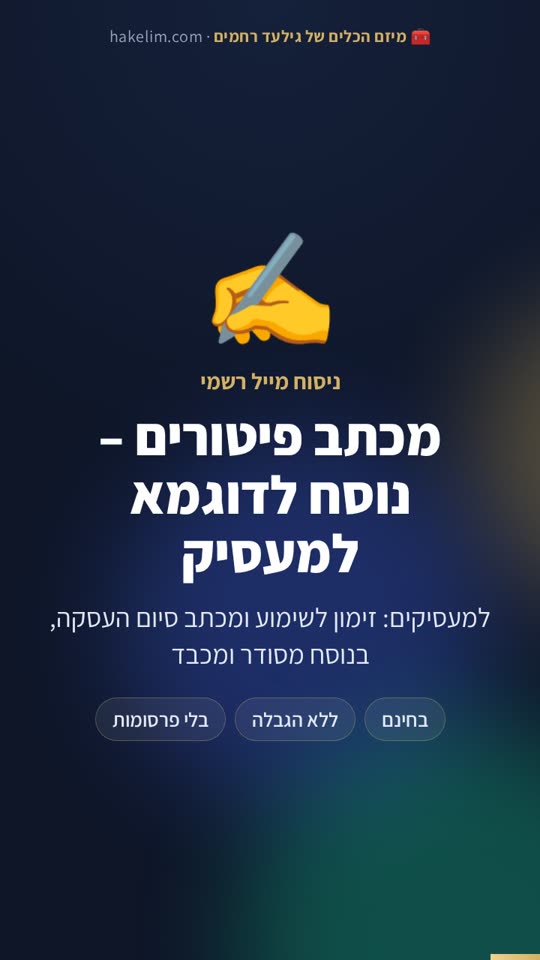 🧰 מיזם הכלים של גילעד רחמים · hakelim.com
ניסוח מייל רשמי
מכתב פיטורים –
נוסח לדוגמא
למעסיק
למעסיקים: זימון לשימוע ומכתב סיום העסקה,
בנוסח מסודר ומכבד
בחינם
ללא הגבלה
בלי פרסומות